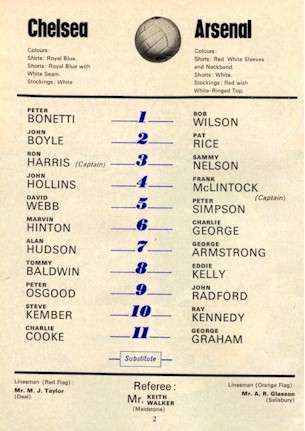 Chelsea
Arsenal
Colours:
Shirts: Royal Blue.
Shorts: Royal Blue with
White Seam.
Stockings: White
Colours:
Shirts: Red White Sleeves
and Neckband.
Shorts: White.
Stockings: Red with
White-Ringed Top.
PETER
BONETTI
1
BOB
WILSON
JOHN
BOYLE
2
PAT
RICE
RON
HARRIS (Captain)
3
SAMMY
NELSON
JOHN
HOLLINS
4
FRANK
McLINTOCK
(Captain)
DAVID
WEBB
5
PETER
SIMPSON
MARVIN
HINTON
6
CHARLIE
GEORGE
ALAN
HUDSON
7
GEORGE
ARMSTRONG
TOMMY
BALDWIN
8
EDDIE
KELLY
PETER
OSGOOD
9
JOHN
RADFORD
STEVE
KEMBER
10
RAY
KENNEDY
CHARLIE
COOKE
11
GEORGE
GRAHAM
Substitute
Linesman (Red Flag):
Mr. M. J. Taylor
(Deal)
Referee:
Mr. KEITH WALKER
(Maidstone)
Linesman (Orange Flag):
Mr. A. R. Glasson
(Salisbury)
2